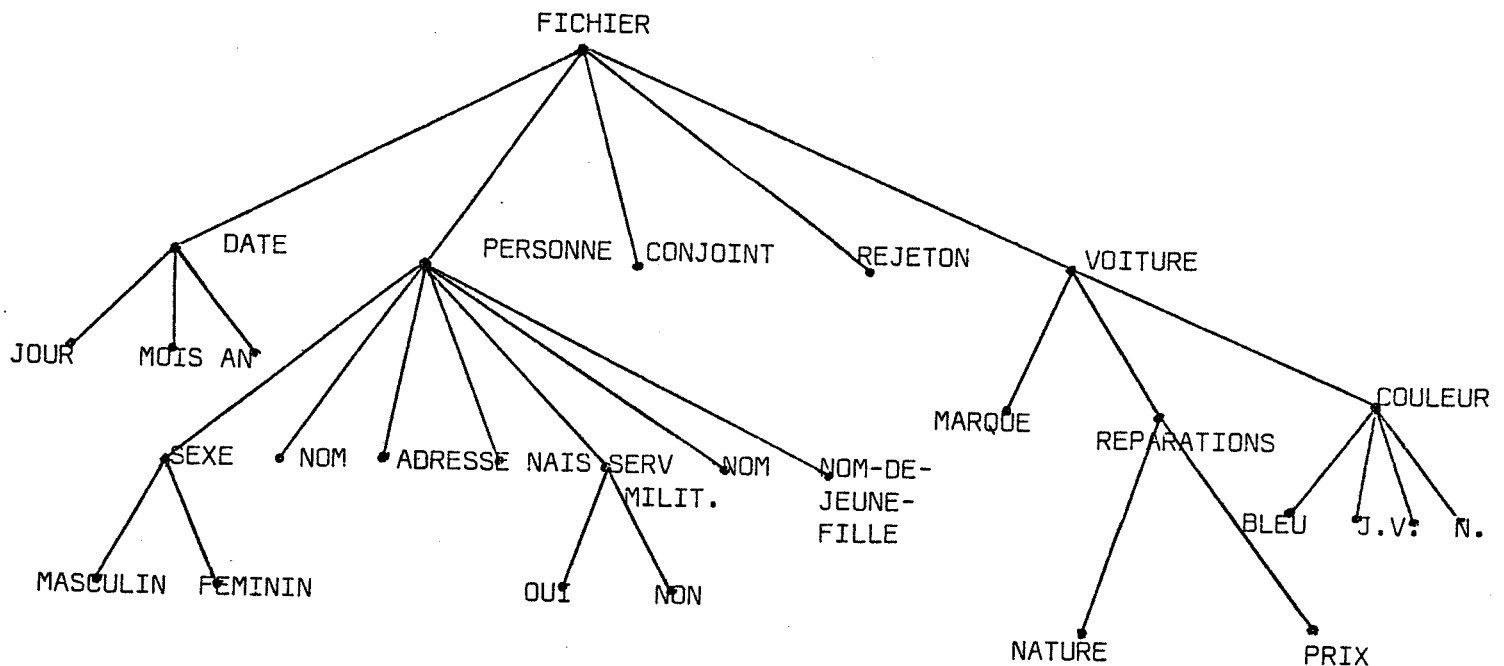 FICHIER
DATE
PERSONNE CONJOINT
REJETON
VOITURE
JOUR
MOIS AN
SEXE
NOM
ADRESSE NAIS SERV
MILIT.
NOM
NOM-DE-
JEUNE-
FILLE
MARQUE
REPARATIONS
COULEUR
BLEU
J.V.
N.
MASCULIN
FEMININ
OUI
NON
NATURE
PRIX